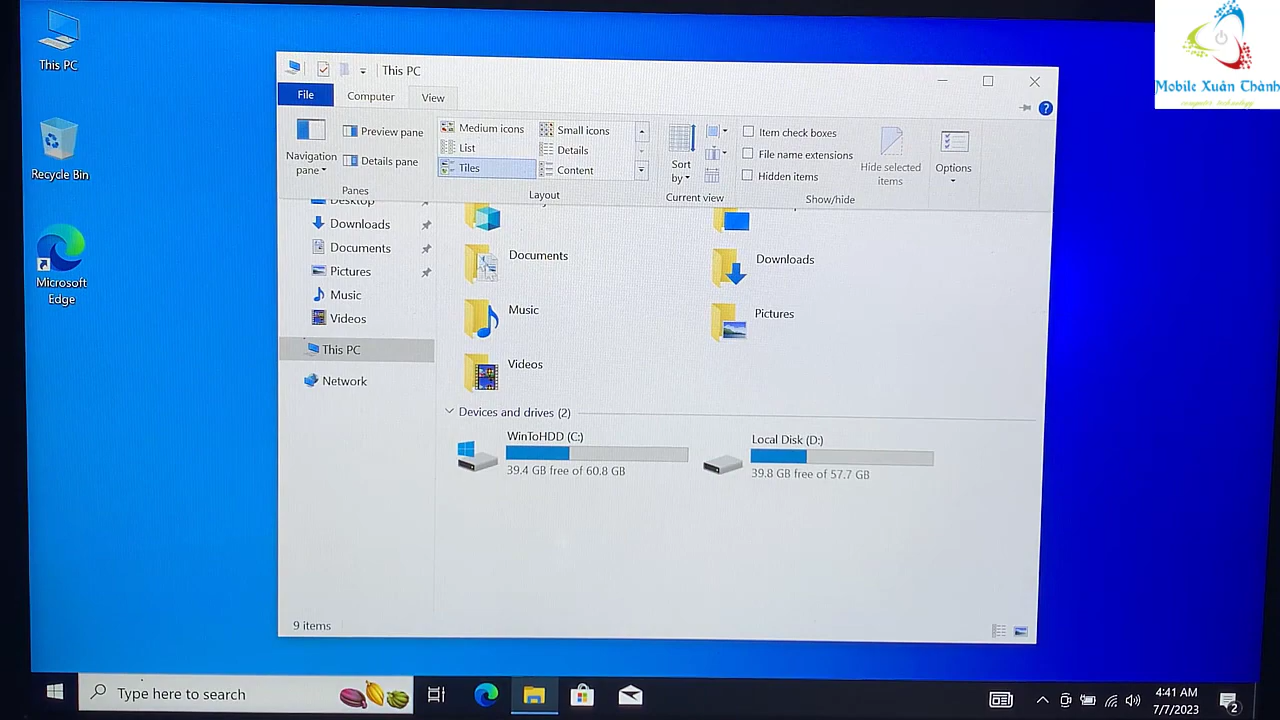 This PC
Recycle Bin
Microsoft
Edge
This PC
File
Computer
View
Navigation
pane
Preview pane
Details pane
Panes
Medium icons
Small icons
List
Details
Tiles
Content
Layout
Sort
by
Current view
Item check boxes
File name extensions
Hidden items
Hide selected
items
Show/hide
Options
Desktop
Downloads
Documents
Pictures
Music
Videos
This PC
Network
Documents
Downloads
Music
Pictures
Videos
Devices and drives (2)
WinToHDD (C:)
39.4 GB free of 60.8 GB
Local Disk (D:)
39.8 GB free of 57.7 GB
9 items
Type here to search
4:41 AM
7/7/2023
2
Mobile Xuân Thành
computer technology